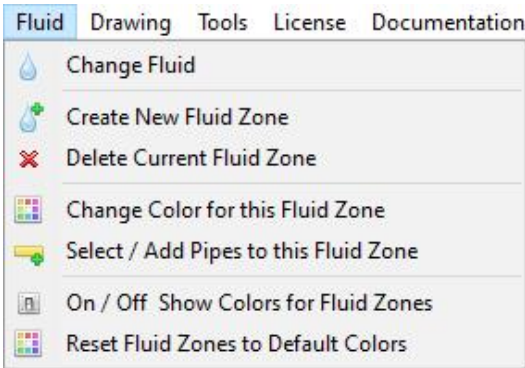 Fluid Drawing Tools License Documentation
Change Fluid
Create New Fluid Zone
Delete Current Fluid Zone
Change Color for this Fluid Zone
Select / Add Pipes to this Fluid Zone
On / Off  Show Colors for Fluid Zones
Reset Fluid Zones to Default Colors